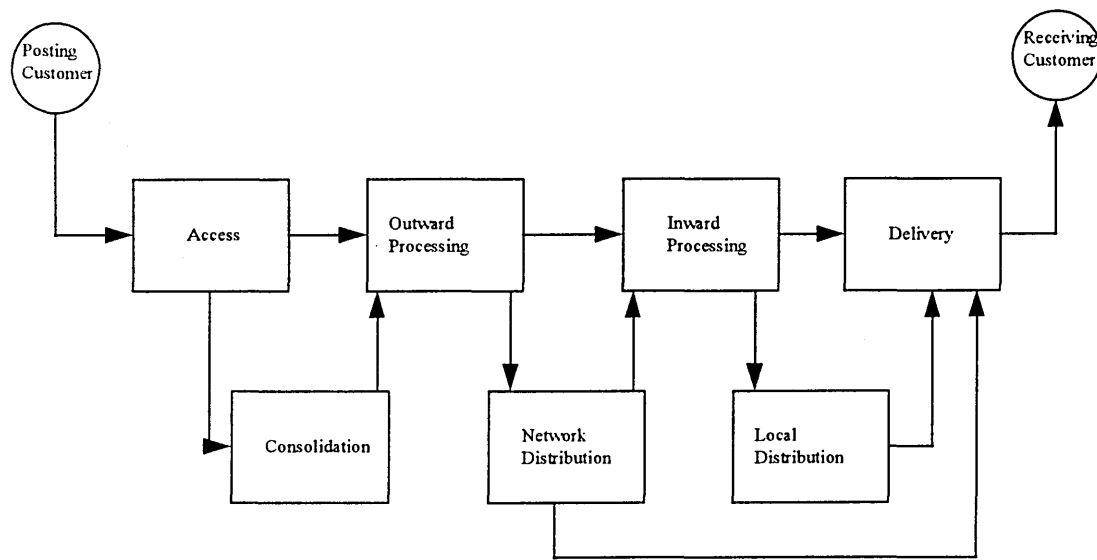 Posting
Customer
Receiving
Customer
Access
Outward
Processing
Inward
Processing
Delivery
Consolidation
Network
Distribution
Local
Distribution